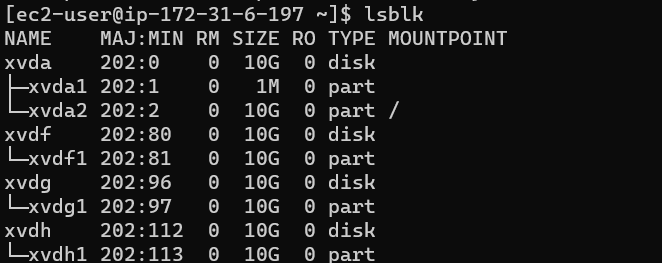 [ec2-user@ip-172-31-6-197 ~]$ lsblk
NAME    MAJ:MIN RM SIZE RO TYPE MOUNTPOINT
xvda    202:0    0  10G  0 disk
├─xvda1 202:1    0   1M  0 part
└─xvda2 202:2    0  10G  0 part /
xvdf    202:80   0  10G  0 disk
└─xvdf1 202:81   0  10G  0 part
xvdg    202:96   0  10G  0 disk
└─xvdg1 202:97   0  10G  0 part
xvdh    202:112  0  10G  0 disk
└─xvdh1 202:113  0  10G  0 part